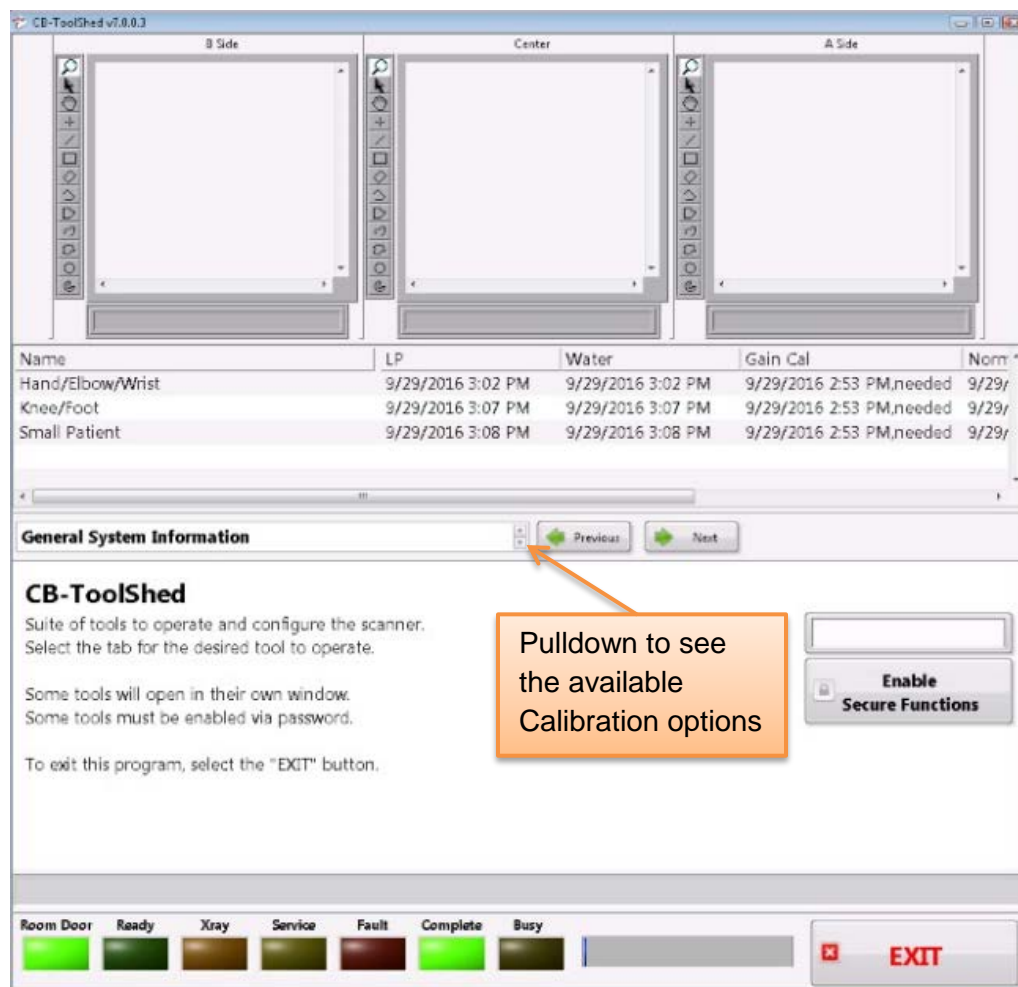 CB-ToolShed v7.0.0.3
B Side Center A Side
Name LP Water Gain Cal Norm
Hand/Elbow/Wrist 9/29/2016 3:02 PM 9/29/2016 3:02 PM 9/29/2016 2:53 PM,needed 9/29/
Knee/Foot 9/29/2016 3:07 PM 9/29/2016 3:07 PM 9/29/2016 2:53 PM,needed 9/29/
Small Patient 9/29/2016 3:08 PM 9/29/2016 3:08 PM 9/29/2016 2:53 PM,needed 9/29/
General System Information Previous Next
CB-ToolShed
Suite of tools to operate and configure the scanner.
Select the tab for the desired tool to operate.
Some tools will open in their own window.
Some tools must be enabled via password.
To exit this program, select the "EXIT" button.
Pulldown to see
the available
Calibration options
Enable
Secure Functions
Room Door Ready Xray Service Fault Complete Busy
EXIT